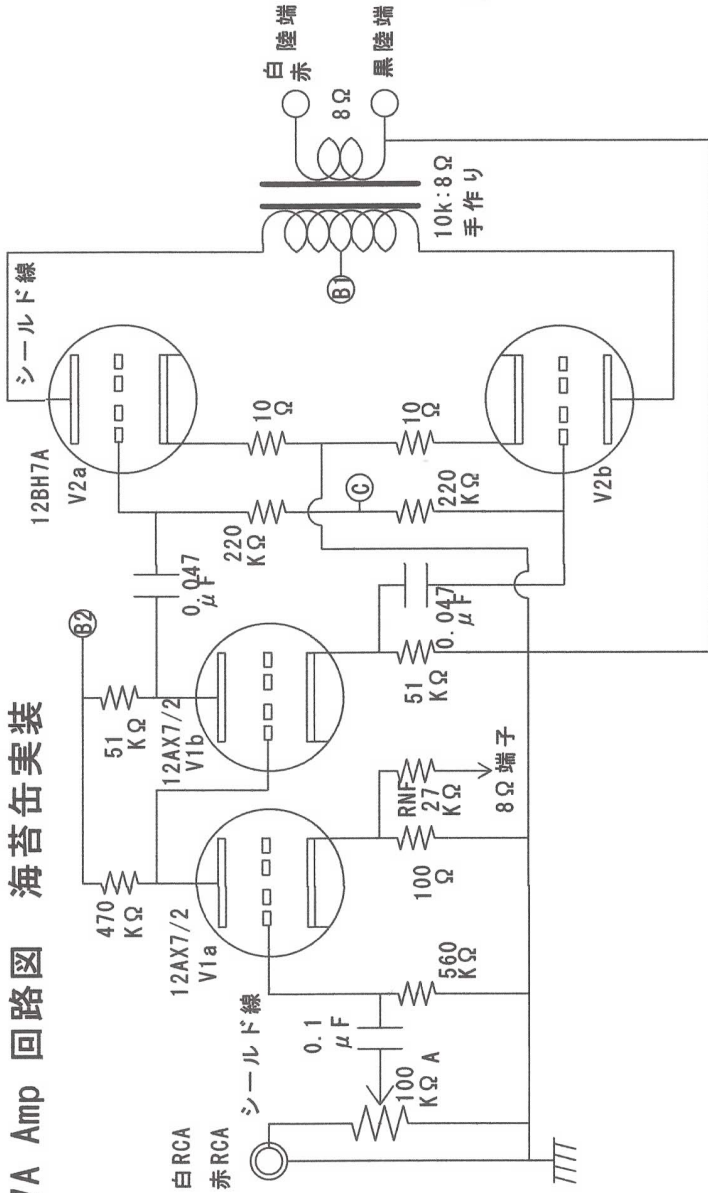 7A Amp 回路図 海苔缶実装
白RCA
赤RCA
シールド線
100
KΩ A
0.1
μF
560
KΩ
12AX7/2
V1a
470
KΩ
100
Ω
RNF
27
KΩ
8Ω端子
12AX7/2
V1b
51
KΩ
B2
51
KΩ
0.047
μF
0.047
μF
220
KΩ
C
220
KΩ
12BH7A
V2a
シールド線
10
Ω
10
Ω
V2b
B1
10k:8Ω
手作り
8Ω
白
赤
陸端
黒陸端